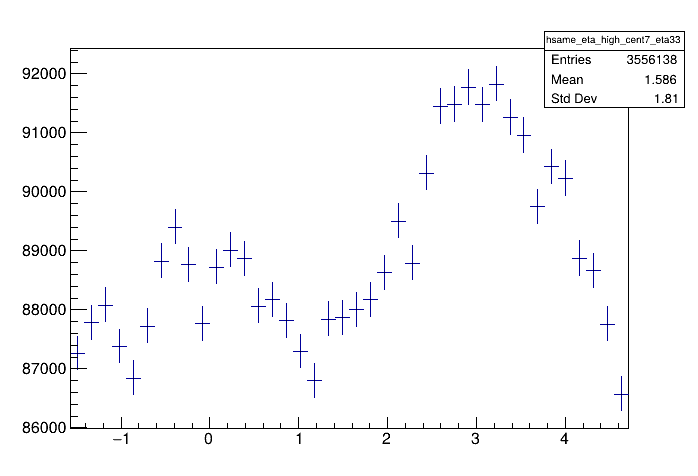 hsame_eta_high_cent7_eta33
Entries 3556138
Mean 1.586
Std Dev 1.81
92000
91000
90000
89000
88000
87000
86000
−1 0 1 2 3 4